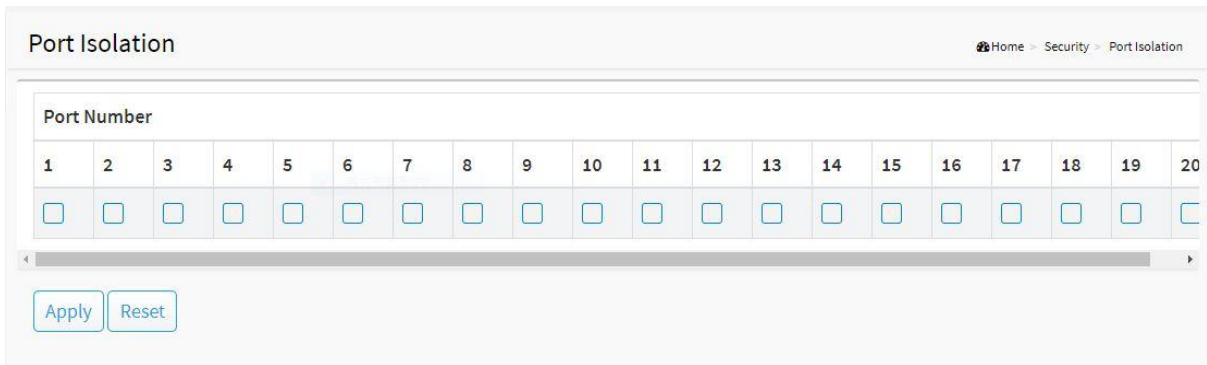 Port Isolation
Home > Security > Port Isolation
Port Number
1 2 3 4 5 6 7 8 9 10 11 12 13 14 15 16 17 18 19 20
Apply Reset